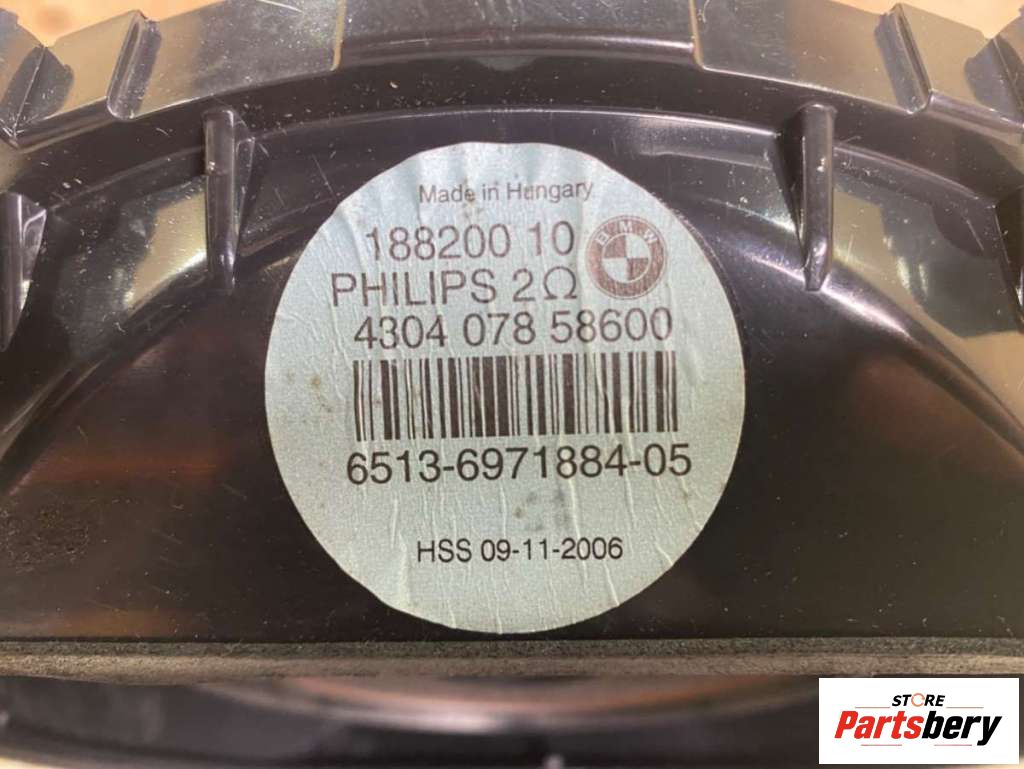 Made in Hungary
188200 10
BMW
PHILIPS 2Ω
4304 078 58600
6513-6971884-05
HSS 09-11-2006
STORE
Partsbery